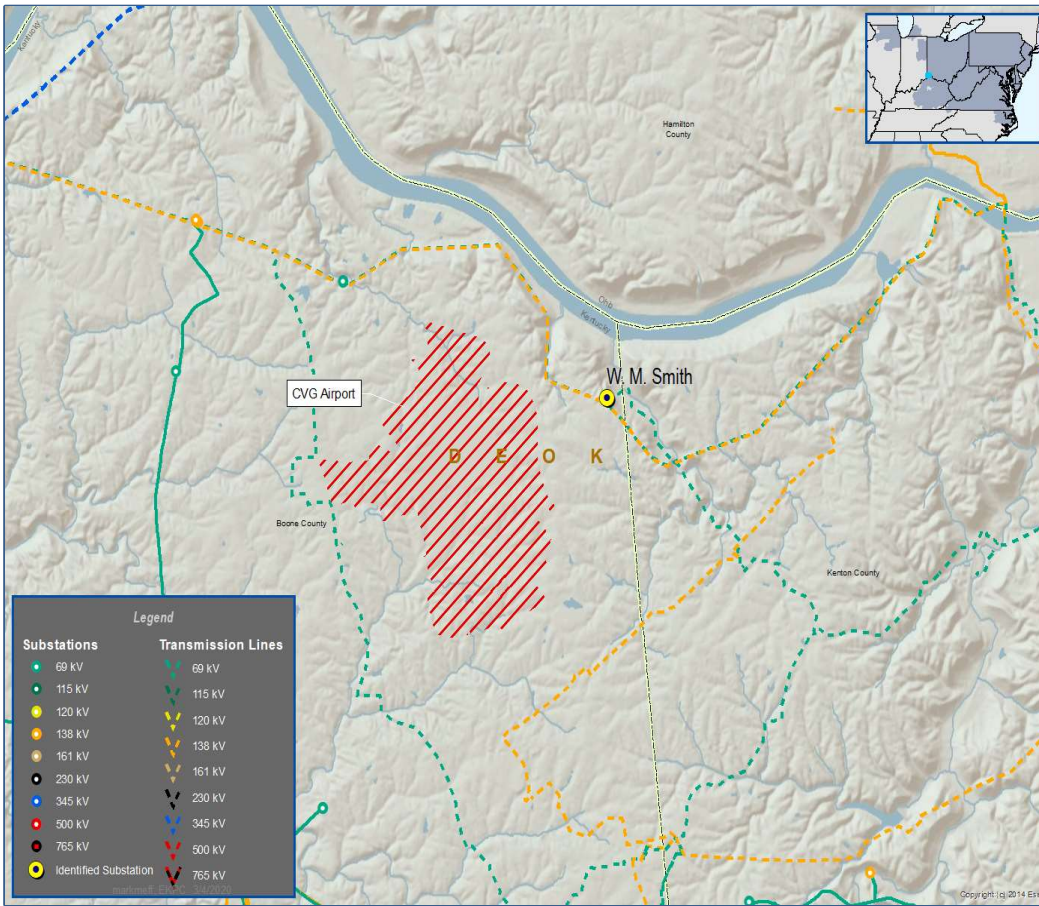 Kentucky
Hamilton
County
Ohio
Kentucky
W. M. Smith
CVG Airport
D E O K
Boone County
Kenton County
Legend
Substations
69 kV
115 kV
120 kV
138 kV
161 kV
230 kV
345 kV
500 kV
765 kV
Identified Substation
Transmission Lines
69 kV
115 kV
120 kV
138 kV
161 kV
230 kV
345 kV
500 kV
765 kV
EKPC 3/4/2020
Copyright (c) 2014 Esri